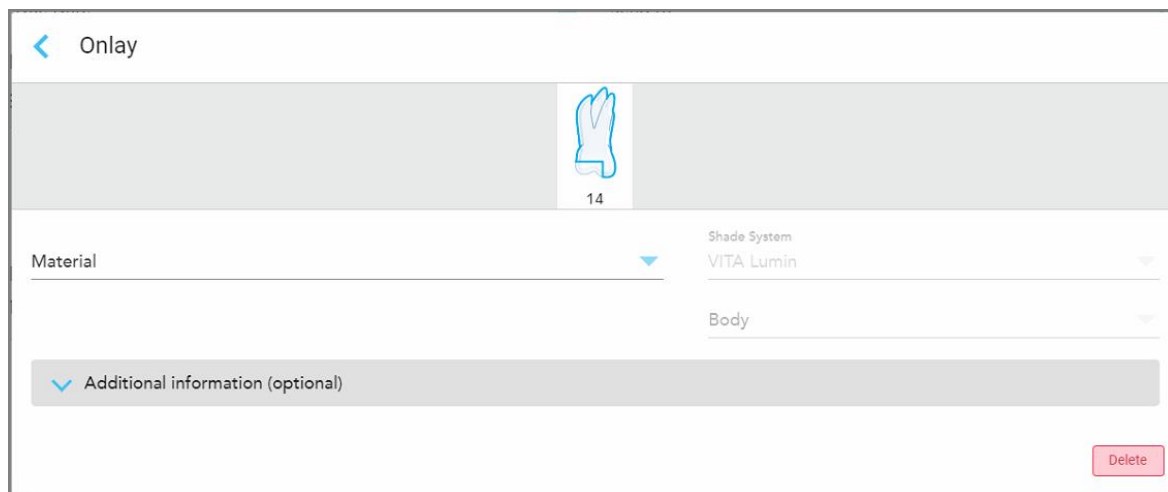 Onlay
14
Material
Shade System
VITA Lumin
Body
Additional information (optional)
Delete